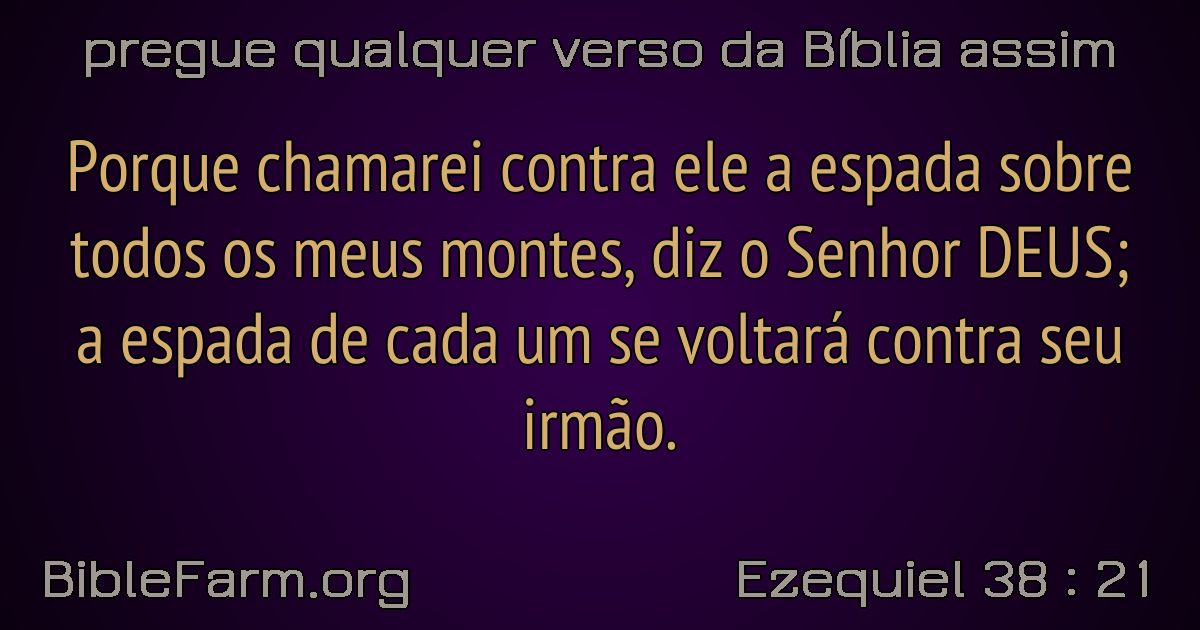 pregue qualquer verso da Bíblia assim
Porque chamarei contra ele a espada sobre
todos os meus montes, diz o Senhor DEUS;
a espada de cada um se voltará contra seu
irmão.
BibleFarm.org
Ezequiel 38 : 21